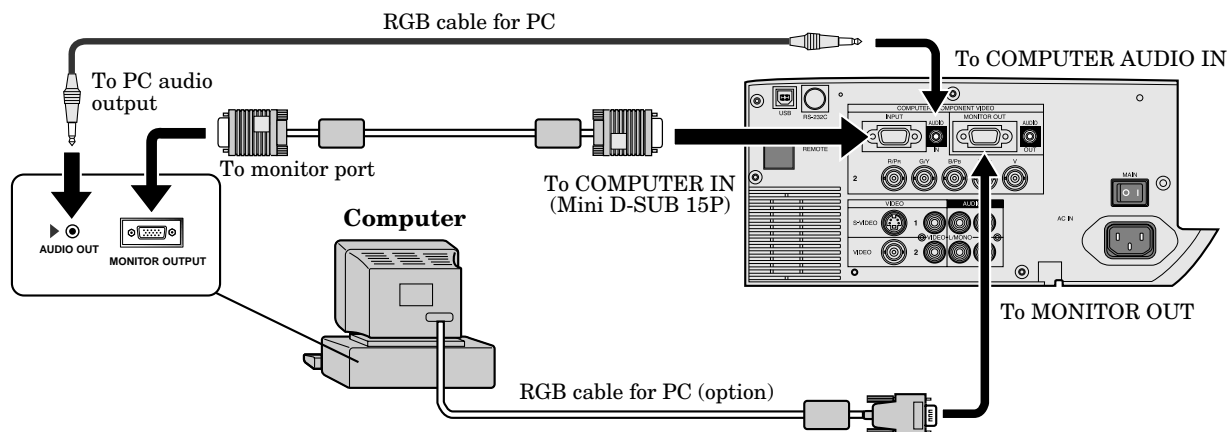 RGB cable for PC
To COMPUTER AUDIO IN
To PC audio
output
To monitor port
To COMPUTER IN
(Mini D-SUB 15P)
Computer
AUDIO OUT
MONITOR OUTPUT
USB
RS-232C
REMOTE
COMPONENT VIDEO
INPUT
AUDIO
IN
MONITOR OUT
AUDIO
OUT
2
R/PR
G/Y
B/PB
V
VIDEO
S-VIDEO
1
VIDEO
2
L/MONO
VIDEO
MAIN
AC IN
To MONITOR OUT
RGB cable for PC (option)